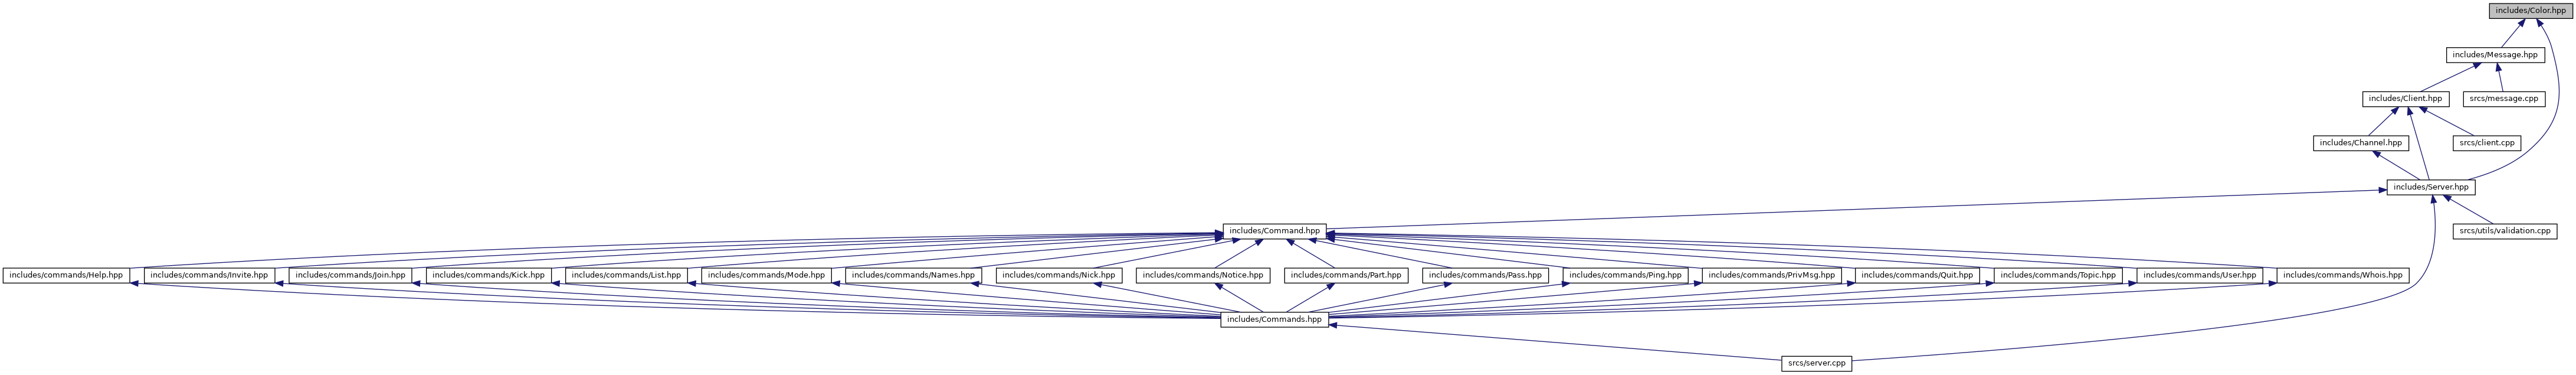 includes/Color.hpp
includes/Message.hpp
includes/Client.hpp
srcs/message.cpp
includes/Channel.hpp
srcs/client.cpp
includes/Server.hpp
includes/Command.hpp
srcs/utils/validation.cpp
includes/commands/Help.hpp
includes/commands/Invite.hpp
includes/commands/Join.hpp
includes/commands/Kick.hpp
includes/commands/List.hpp
includes/commands/Mode.hpp
includes/commands/Names.hpp
includes/commands/Nick.hpp
includes/commands/Notice.hpp
includes/commands/Part.hpp
includes/commands/Pass.hpp
includes/commands/Ping.hpp
includes/commands/PrivMsg.hpp
includes/commands/Quit.hpp
includes/commands/Topic.hpp
includes/commands/User.hpp
includes/commands/Whois.hpp
includes/Commands.hpp
srcs/server.cpp